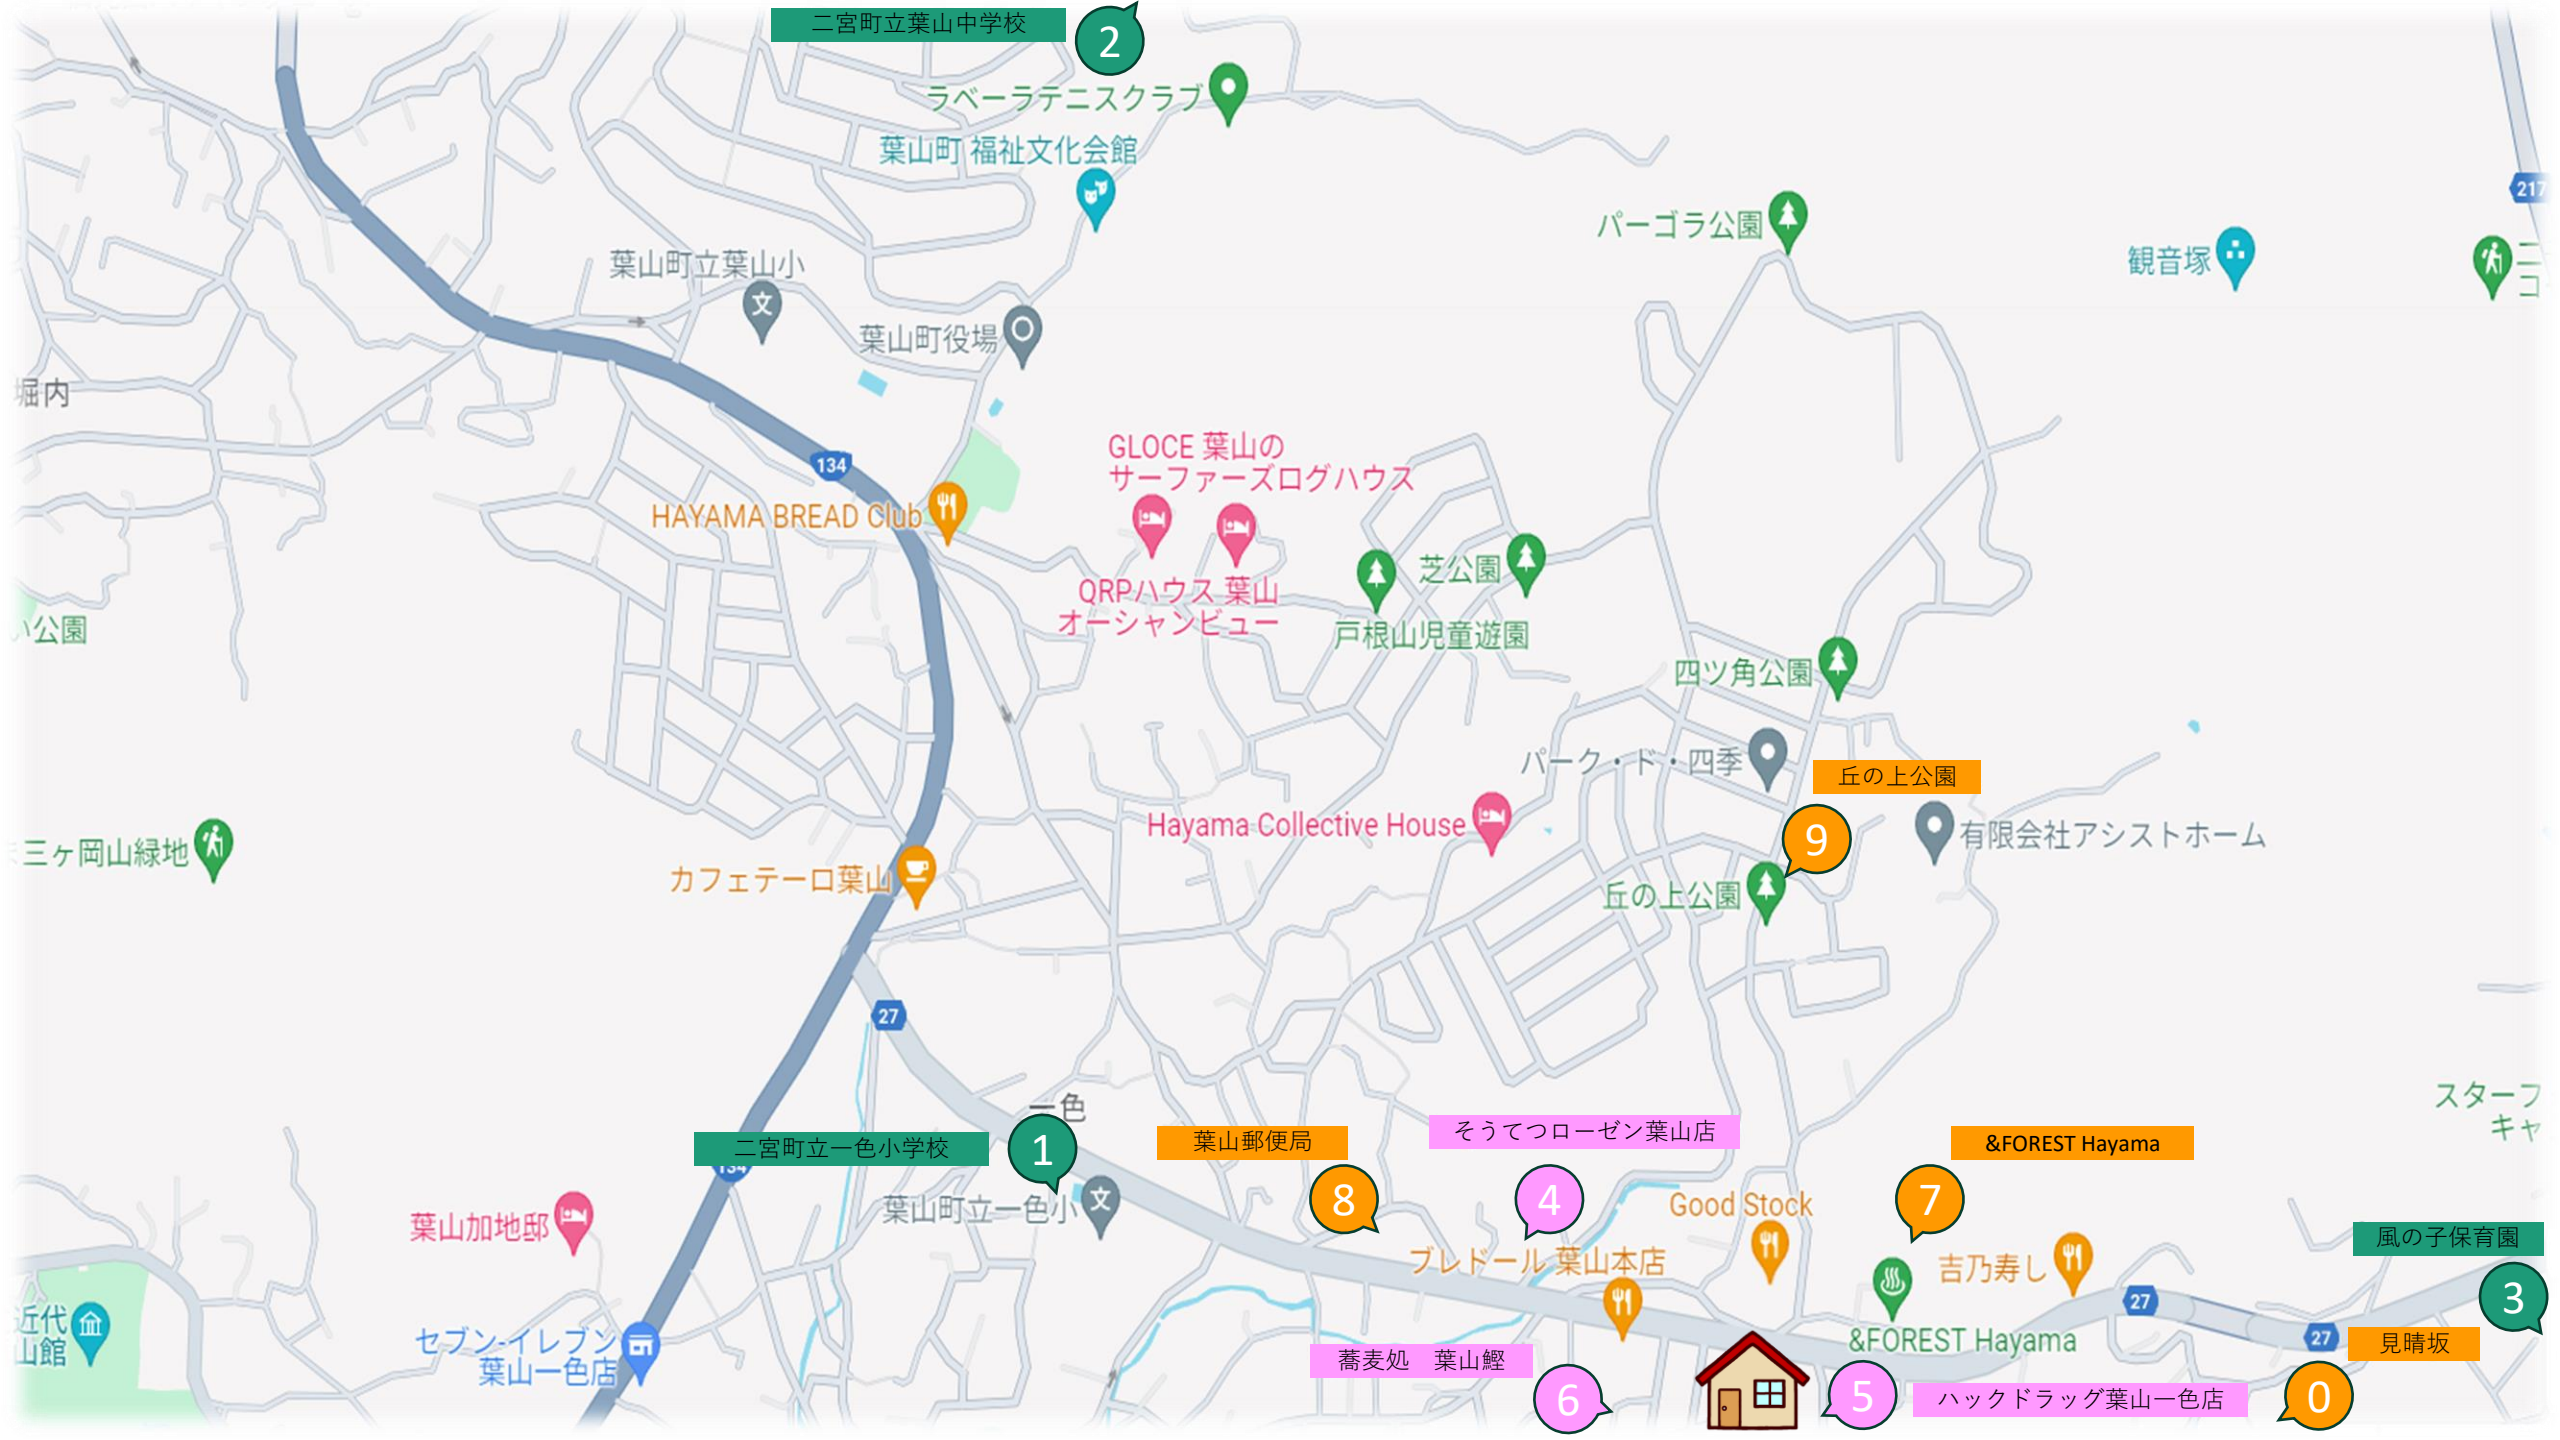 二宮町立葉山中学校
2
ラベーラテニスクラブ
葉山町 福祉文化会館
217
パーゴラ公園
観音塚
葉山町立葉山小
文
葉山町役場
堀内
GLOCE 葉山の
サーファーズログハウス
134
HAYAMA BREAD Club
芝公園
QRPハウス 葉山
オーシャンビュー
公園
戸根山児童遊園
四ツ角公園
パーク・ド・四季
丘の上公園
9
Hayama Collective House
有限会社アシストホーム
三ヶ岡山緑地
カフェテーロ葉山
丘の上公園
27
スターフ
キャ
一色
二宮町立一色小学校
1
134
葉山郵便局
8
そうてつローゼン葉山店
4
&FOREST Hayama
7
葉山町立一色小
文
Good Stock
葉山加地邸
ブレドール 葉山本店
吉乃寿し
風の子保育園
3
27
近代
山館
セブン-イレブン
葉山一色店
&FOREST Hayama
27
見晴坂
0
蕎麦処 葉山鰹
6
5
ハックドラッグ葉山一色店